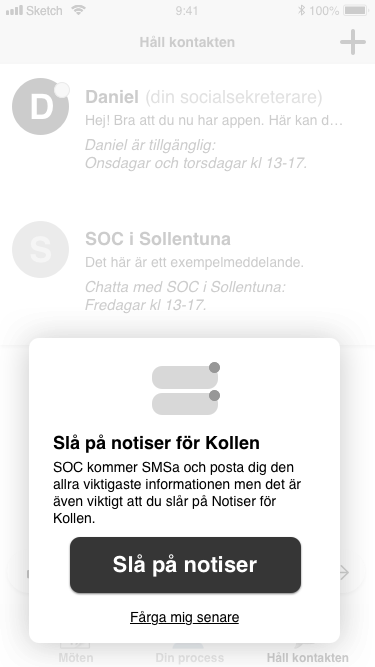 Sketch 9:41 100%
Håll kontakten
D
Daniel (din socialsekreterare)
Hej! Bra att du nu har appen. Här kan d…
Daniel är tillgänglig:
Onsdagar och torsdagar kl 13-17.
S
SOC i Sollentuna
Det här är ett exempelmeddelande.
Chatta med SOC i Sollentuna:
Fredagar kl 13-17.
Slå på notiser för Kollen
SOC kommer SMSa och posta dig den
allra viktigaste informationen men det är
även viktigt att du slår på Notiser för
Kollen.
Slå på notiser
Fårga mig senare
Möten Din process Håll kontakten